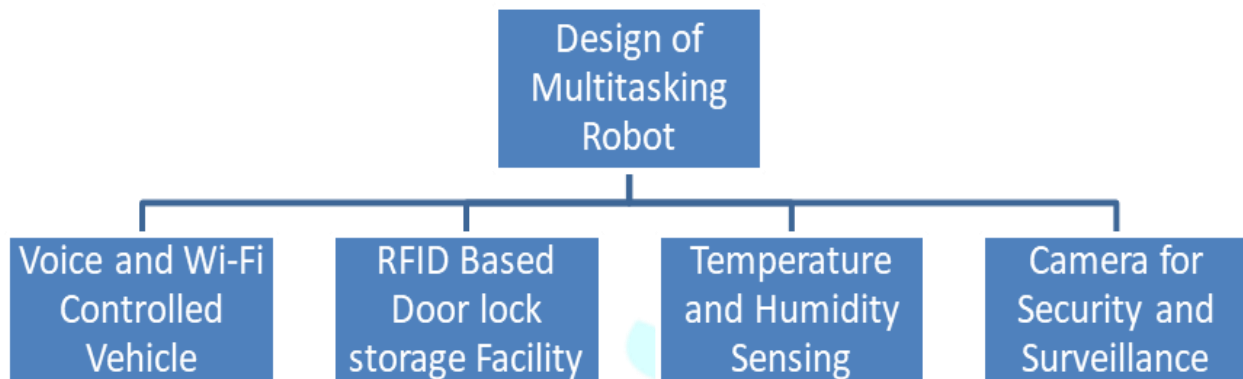 Design of
Multitasking
Robot
Voice and Wi-Fi
Controlled
Vehicle
RFID Based
Door lock
storage Facility
Temperature
and Humidity
Sensing
Camera for
Security and
Surveillance